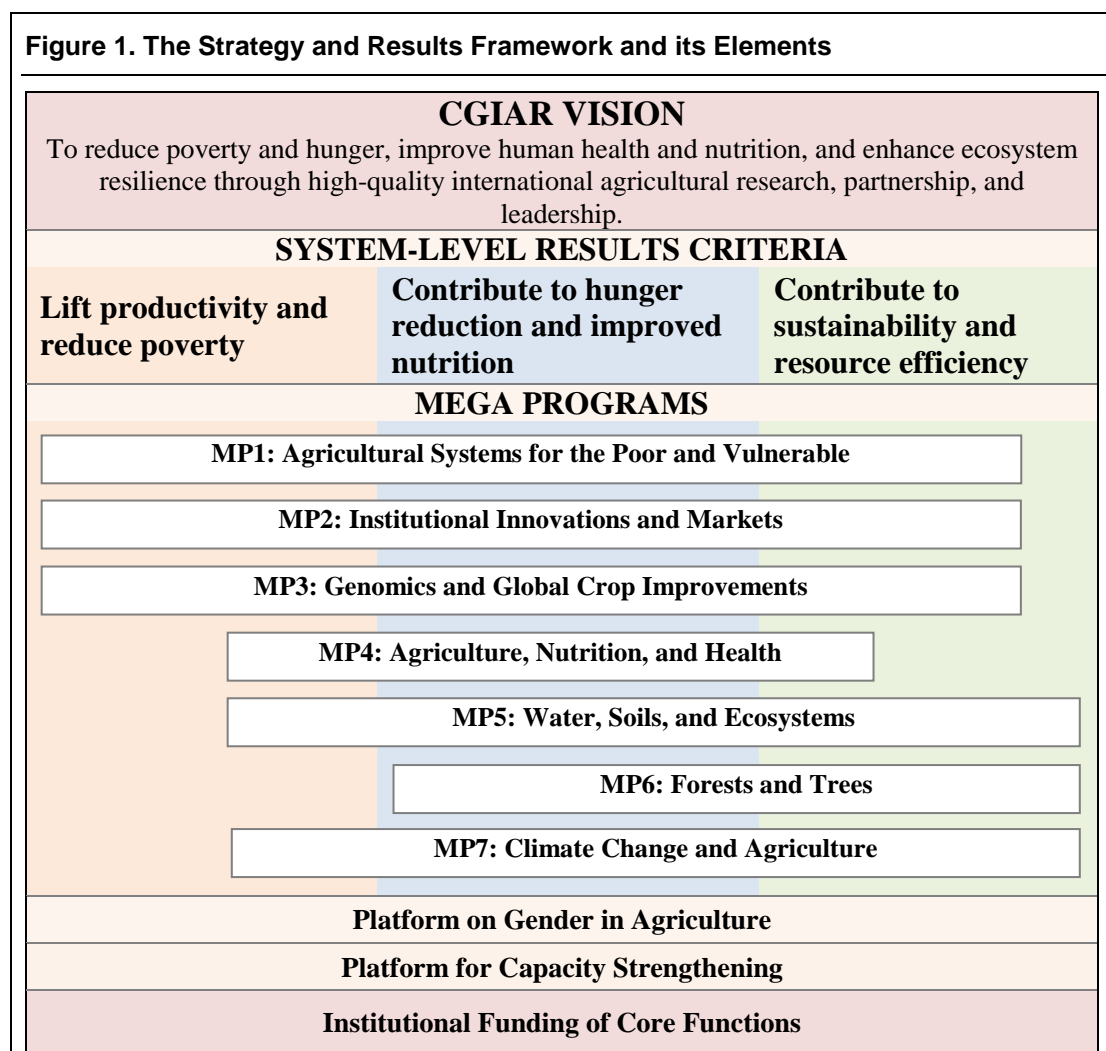 Figure 1. The Strategy and Results Framework and its Elements
CGIAR VISION
To reduce poverty and hunger, improve human health and nutrition, and enhance ecosystem
resilience through high-quality international agricultural research, partnership, and
leadership.
SYSTEM-LEVEL RESULTS CRITERIA
Lift productivity and
reduce poverty
Contribute to hunger
reduction and improved
nutrition
Contribute to
sustainability and
resource efficiency
MEGA PROGRAMS
MP1: Agricultural Systems for the Poor and Vulnerable
MP2: Institutional Innovations and Markets
MP3: Genomics and Global Crop Improvements
MP4: Agriculture, Nutrition, and Health
MP5: Water, Soils, and Ecosystems
MP6: Forests and Trees
MP7: Climate Change and Agriculture
Platform on Gender in Agriculture
Platform for Capacity Strengthening
Institutional Funding of Core Functions